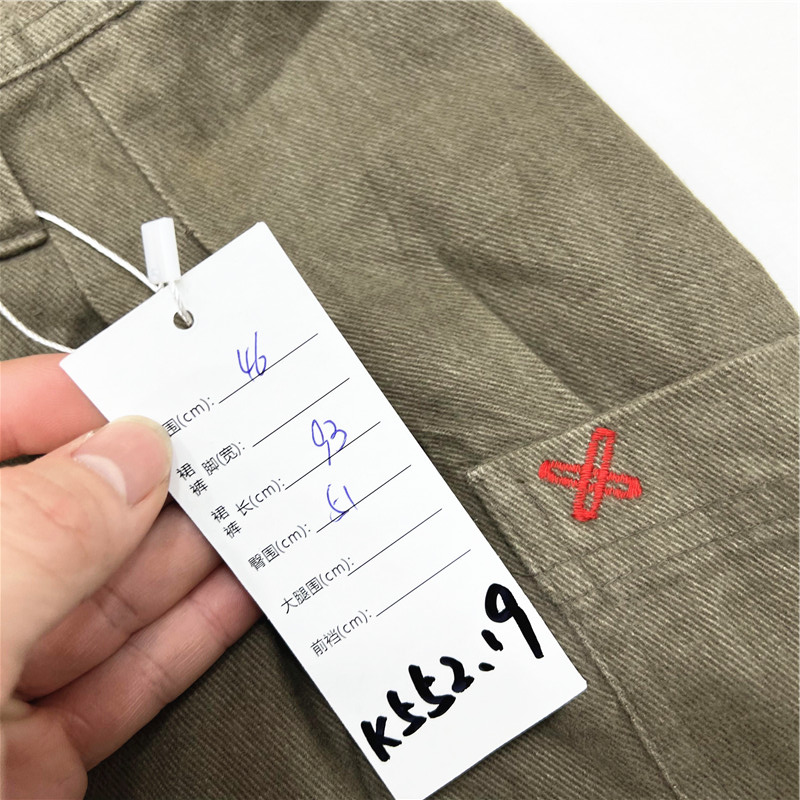 围(cm): 46
裙裤 脚(宽):
裙裤 长(cm): 93
臀围(cm): 51
大腿围(cm):
前裆(cm):
K552.19